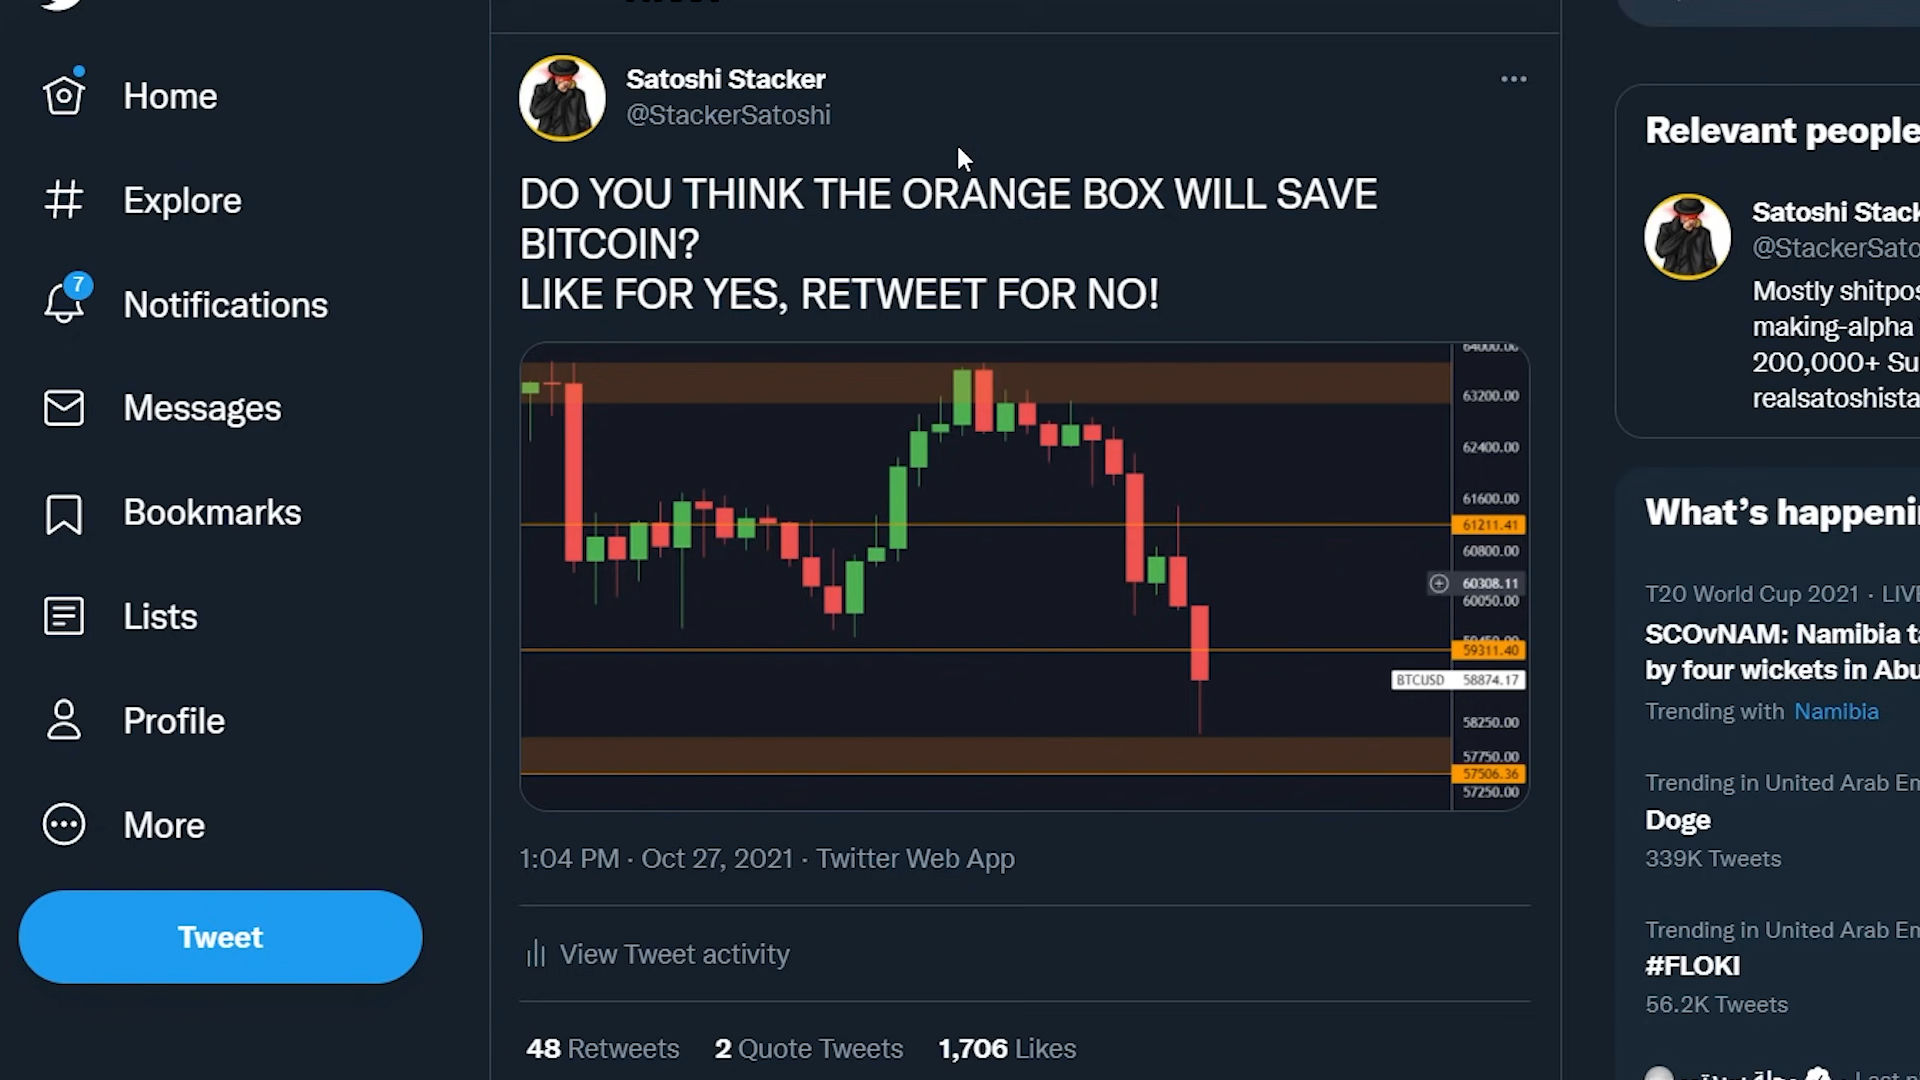 Home
Explore
7
Notifications
Messages
Bookmarks
Lists
Profile
More
Tweet
Satoshi Stacker
@StackerSatoshi
DO YOU THINK THE ORANGE BOX WILL SAVE
BITCOIN?
LIKE FOR YES, RETWEET FOR NO!
64000.00
63200.00
62400.00
61600.00
61211.41
60800.00
60308.11
60050.00
59311.40
BTCUSD 58874.17
58250.00
57750.00
57506.36
57250.00
1:04 PM · Oct 27, 2021 · Twitter Web App
View Tweet activity
48 Retweets 2 Quote Tweets 1,706 Likes
Relevant people
Satoshi Stack
@StackerSato
Mostly shitpos
making-alpha
200,000+ Su
realsatoshista
What's happeni
T20 World Cup 2021 · LIVE
SCOvNAM: Namibia ta
by four wickets in Abu
Trending with Namibia
Trending in United Arab Em
Doge
339K Tweets
Trending in United Arab Em
#FLOKI
56.2K Tweets